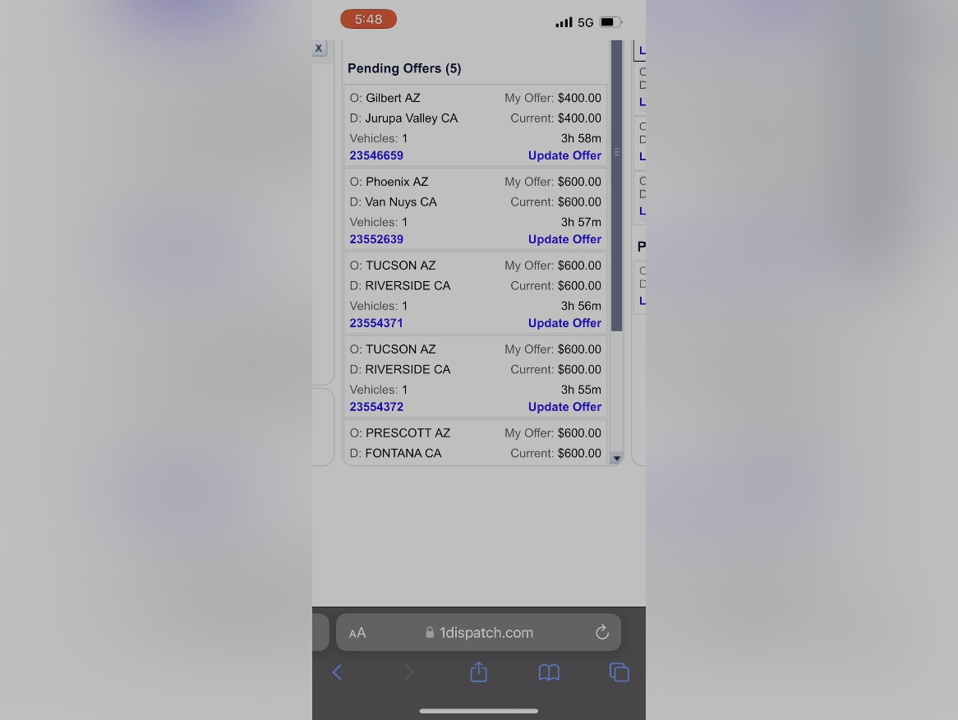 5:48
5G
X
Pending Offers (5)
O: Gilbert AZ My Offer: $400.00
D: Jurupa Valley CA Current: $400.00
Vehicles: 1 3h 58m
23546659 Update Offer
O: Phoenix AZ My Offer: $600.00
D: Van Nuys CA Current: $600.00
Vehicles: 1 3h 57m
23552639 Update Offer
O: TUCSON AZ My Offer: $600.00
D: RIVERSIDE CA Current: $600.00
Vehicles: 1 3h 56m
23554371 Update Offer
O: TUCSON AZ My Offer: $600.00
D: RIVERSIDE CA Current: $600.00
Vehicles: 1 3h 55m
23554372 Update Offer
O: PRESCOTT AZ My Offer: $600.00
D: FONTANA CA Current: $600.00
AA 1dispatch.com